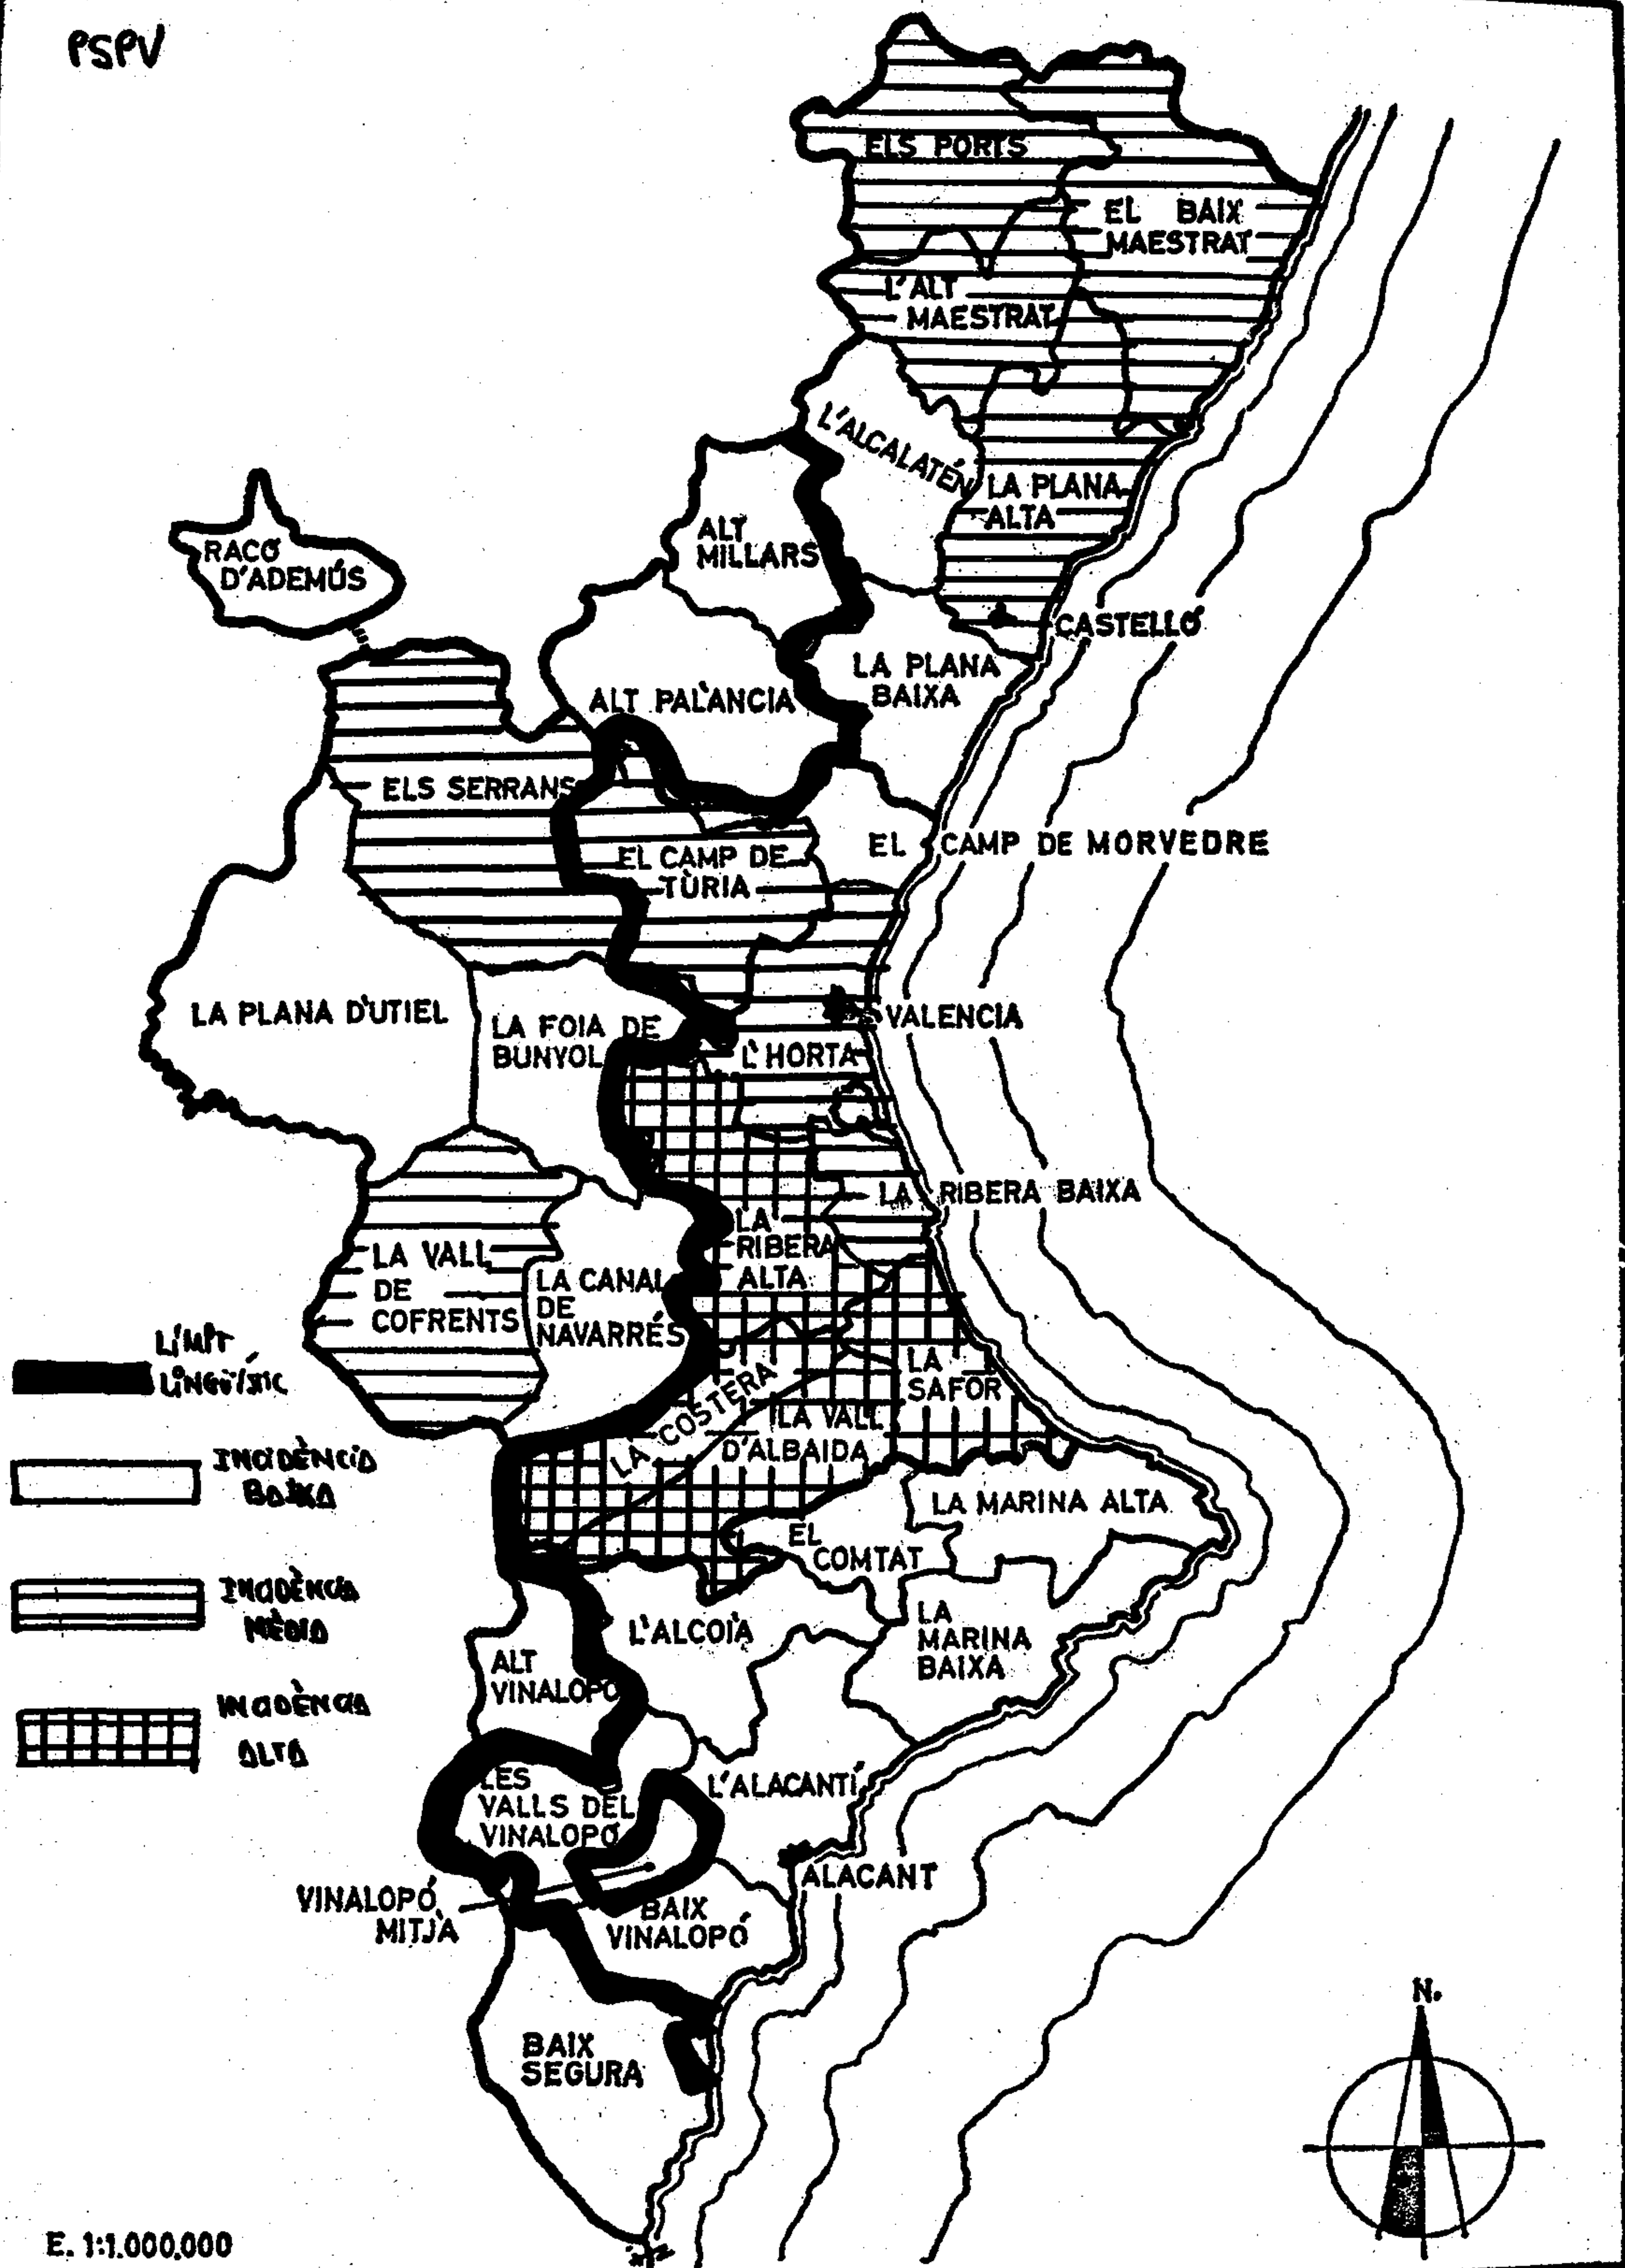 PSPV
ELS PORTS
EL BAIX
MAESTRAT
L'ALT
MAESTRAT
L'ALCALATÉN
LA PLANA
ALTA
ALT
MILLARS
RACÓ
D'ADEMÚS
CASTELLÓ
LA PLANA
BAIXA
ALT PALÀNCIA
ELS SERRANS
EL CAMP DE MORVEDRE
EL CAMP DE
TÚRIA
LA PLANA D'UTIEL
LA FOIA DE
BUNYOL
VALENCIA
L'HORTA
LA RIBERA BAIXA
LA
RIBERA
ALTA
LA VALL
DE
COFRENTS
LA CANAL
DE
NAVARRÉS
LÍMIT
LINGÜÍSTIC
LA
SAFOR
LA COSTERA
LA VALL
D'ALBAIDA
INCIDÈNCIA
BAIXA
LA MARINA ALTA
EL
COMTAT
INCIDÈNCIA
MÈDIA
L'ALCOIÀ
LA
MARINA
BAIXA
ALT
VINALOPÓ
INCIDÈNCIA
ALTA
LES
VALLS DEL
VINALOPÓ
L'ALACANTÍ
ALACANT
VINALOPÓ
MITJÀ
BAIX
VINALOPÓ
N.
BAIX
SEGURA
E. 1:1.000.000